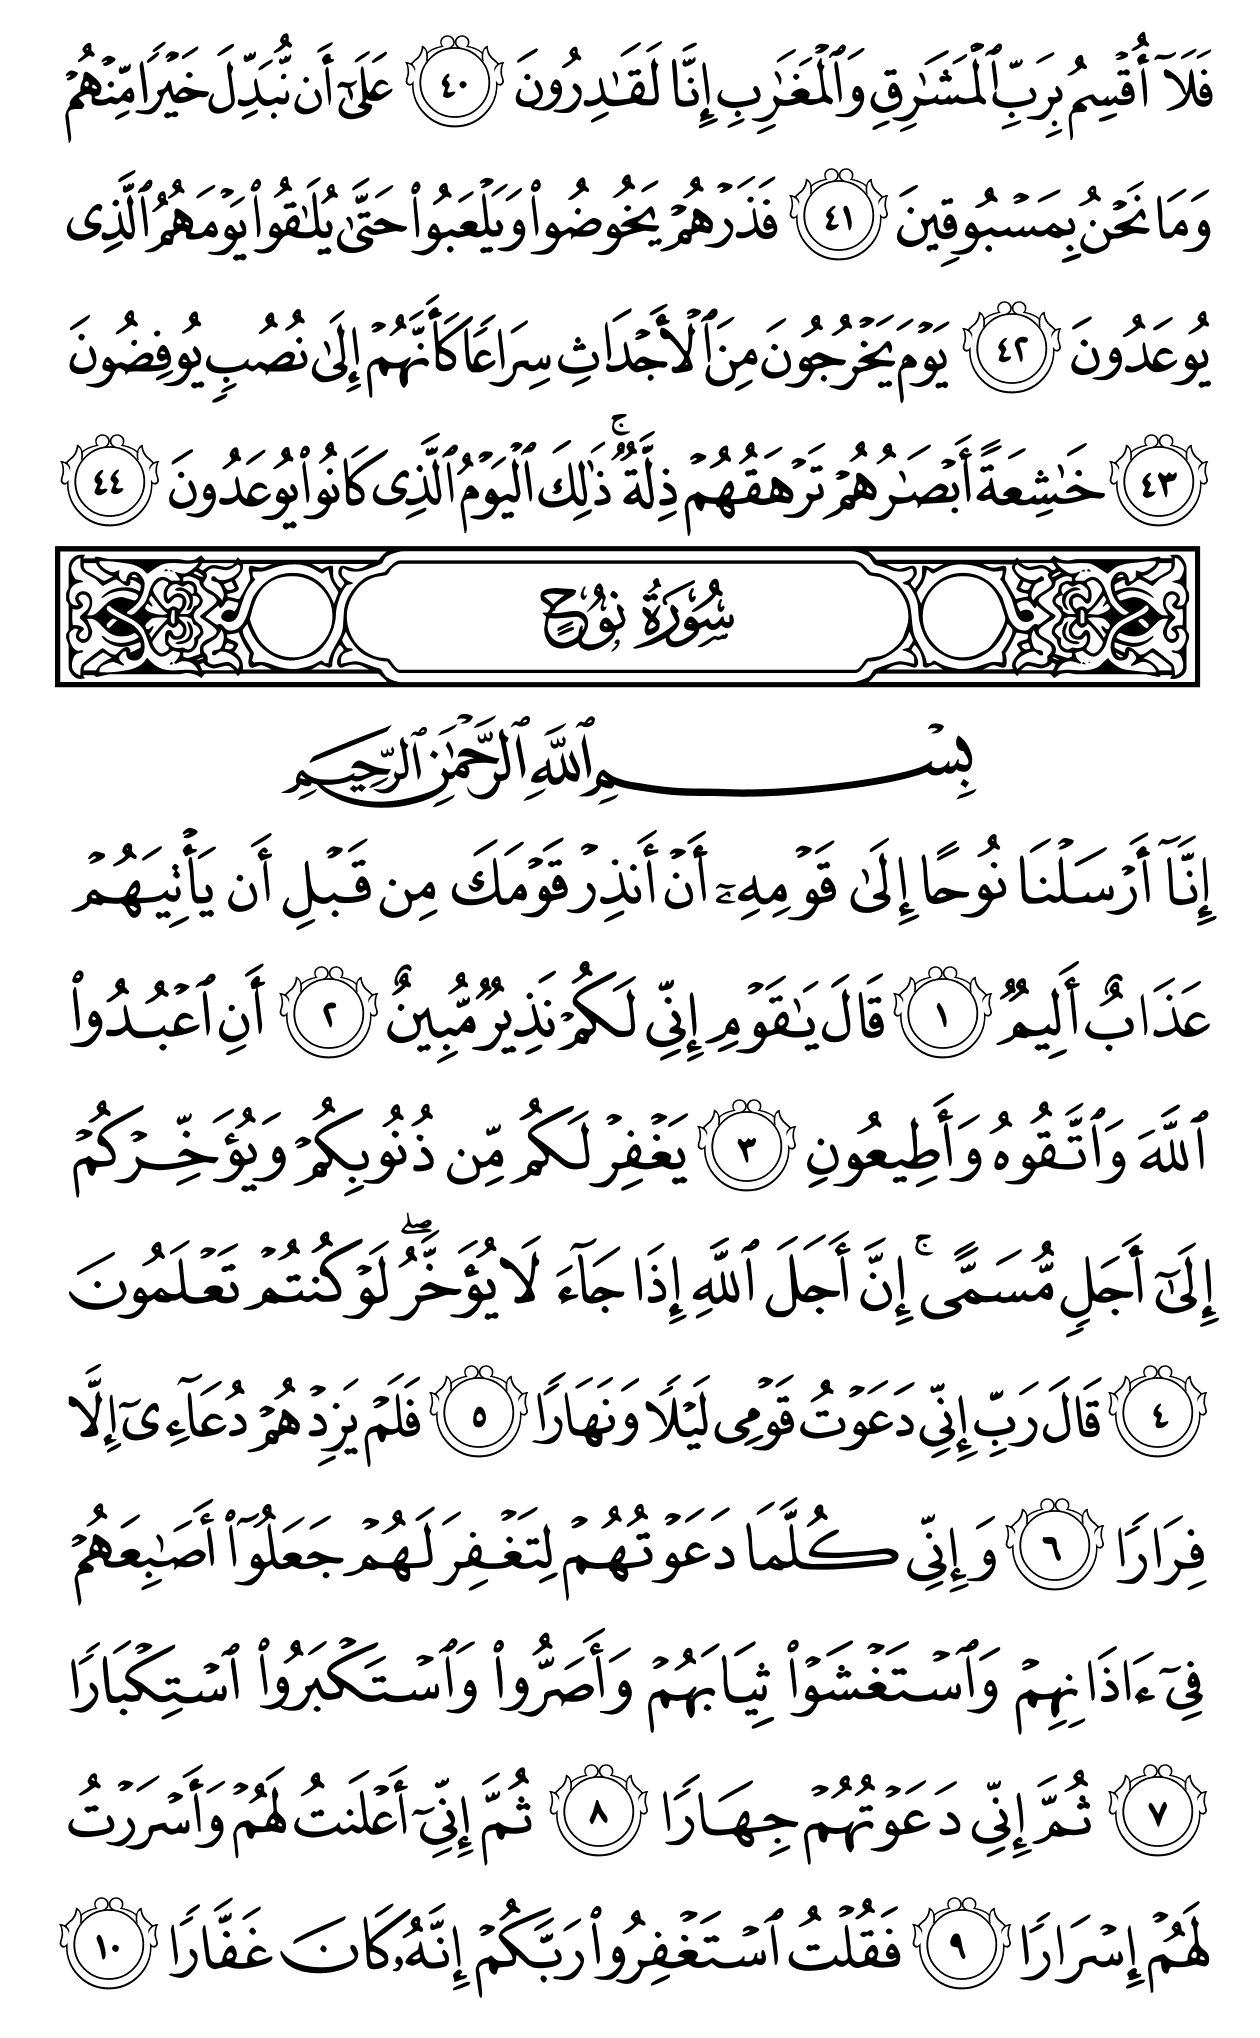 فَلَآ أُقْسِمُ بِرَبِّ ٱلْمَشَٰرِقِ وَٱلْمَغَٰرِبِ إِنَّا لَقَٰدِرُونَ ٤٠ عَلَىٰٓ أَن نُّبَدِّلَ خَيْرًا مِّنْهُمْ
وَمَا نَحْنُ بِمَسْبُوقِينَ ٤١ فَذَرْهُمْ يَخُوضُوا۟ وَيَلْعَبُوا۟ حَتَّىٰ يُلَٰقُوا۟ يَوْمَهُمُ ٱلَّذِى
يُوعَدُونَ ٤٢ يَوْمَ يَخْرُجُونَ مِنَ ٱلْأَجْدَاثِ سِرَاعًا كَأَنَّهُمْ إِلَىٰ نُصُبٍ يُوفِضُونَ
٤٣ خَٰشِعَةً أَبْصَٰرُهُمْ تَرْهَقُهُمْ ذِلَّةٌ ۚ ذَٰلِكَ ٱلْيَوْمُ ٱلَّذِى كَانُوا۟ يُوعَدُونَ ٤٤
سُورَةُ نُوحٍ
بِسْمِ ٱللَّهِ ٱلرَّحْمَٰنِ ٱلرَّحِيمِ
إِنَّآ أَرْسَلْنَا نُوحًا إِلَىٰ قَوْمِهِۦٓ أَنْ أَنذِرْ قَوْمَكَ مِن قَبْلِ أَن يَأْتِيَهُمْ
عَذَابٌ أَلِيمٌ ١ قَالَ يَٰقَوْمِ إِنِّى لَكُمْ نَذِيرٌ مُّبِينٌ ٢ أَنِ ٱعْبُدُوا۟
ٱللَّهَ وَٱتَّقُوهُ وَأَطِيعُونِ ٣ يَغْفِرْ لَكُم مِّن ذُنُوبِكُمْ وَيُؤَخِّرْكُمْ
إِلَىٰٓ أَجَلٍ مُّسَمًّى ۚ إِنَّ أَجَلَ ٱللَّهِ إِذَا جَآءَ لَا يُؤَخَّرُ ۖ لَوْ كُنتُمْ تَعْلَمُونَ
٤ قَالَ رَبِّ إِنِّى دَعَوْتُ قَوْمِى لَيْلًا وَنَهَارًا ٥ فَلَمْ يَزِدْهُمْ دُعَآءِىٓ إِلَّا
فِرَارًا ٦ وَإِنِّى كُلَّمَا دَعَوْتُهُمْ لِتَغْفِرَ لَهُمْ جَعَلُوٓا۟ أَصَٰبِعَهُمْ
فِىٓ ءَاذَانِهِمْ وَٱسْتَغْشَوْا۟ ثِيَابَهُمْ وَأَصَرُّوا۟ وَٱسْتَكْبَرُوا۟ ٱسْتِكْبَارًا
٧ ثُمَّ إِنِّى دَعَوْتُهُمْ جِهَارًا ٨ ثُمَّ إِنِّىٓ أَعْلَنتُ لَهُمْ وَأَسْرَرْتُ
لَهُمْ إِسْرَارًا ٩ فَقُلْتُ ٱسْتَغْفِرُوا۟ رَبَّكُمْ إِنَّهُۥ كَانَ غَفَّارًا ١٠